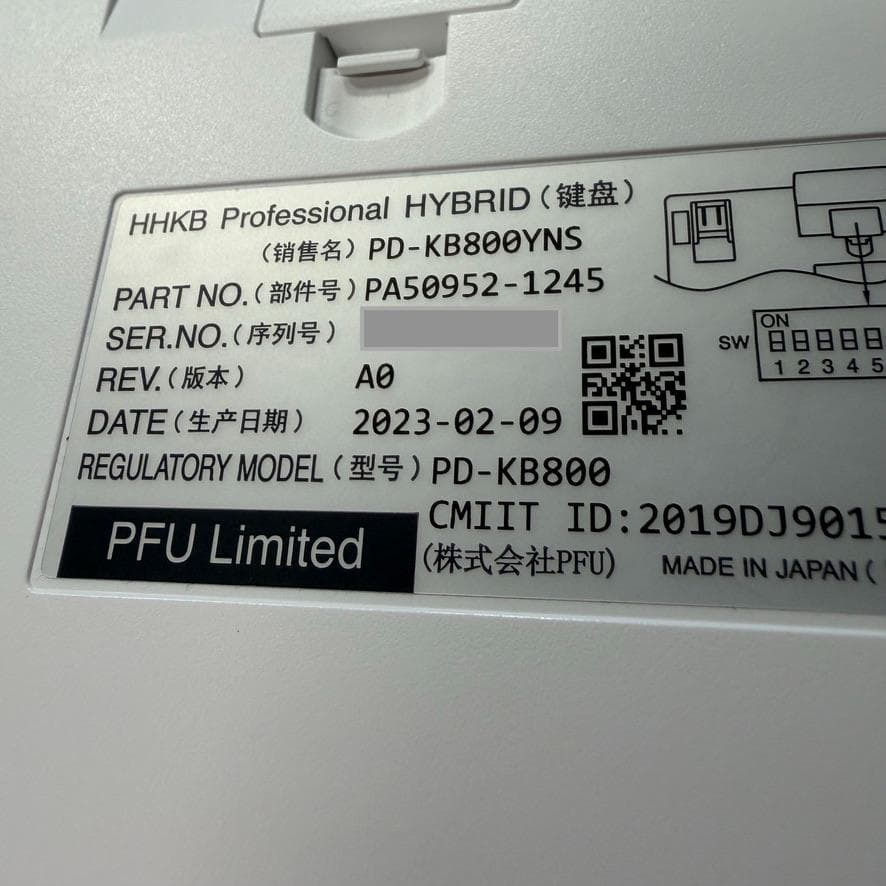 HHKB Professional HYBRID（键盘）
（销售名）PD-KB800YNS
PART NO.（部件号）PA50952-1245
SER.NO.（序列号）
REV.（版本） A0
DATE（生产日期） 2023-02-09
REGULATORY MODEL（型号）PD-KB800
CMIIT ID:2019DJ9015
PFU Limited
(株式会社PFU) MADE IN JAPAN (
ON
SW
1 2 3 4 5